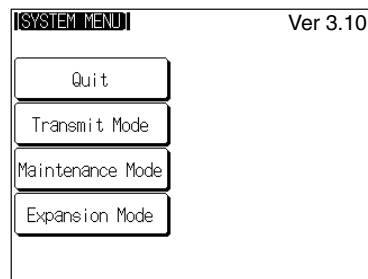 [SYSTEM MENU]
Ver 3.10
Quit
Transmit Mode
Maintenance Mode
Expansion Mode